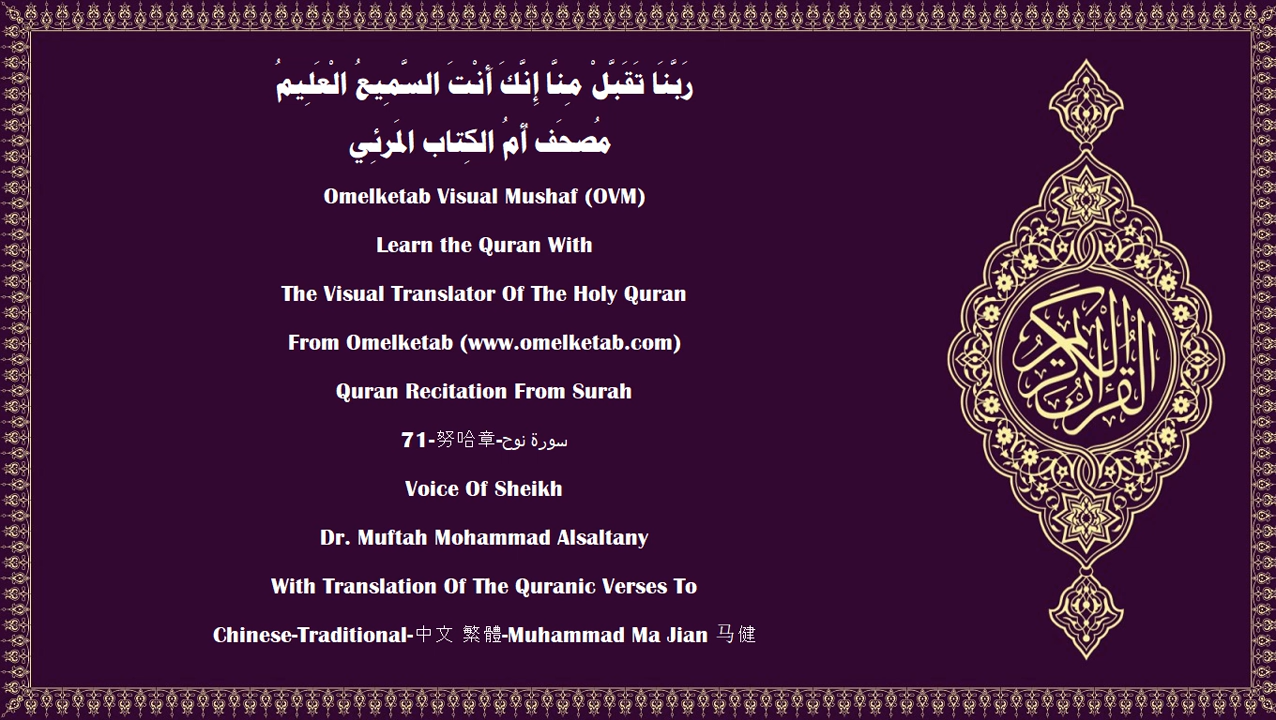 رَبَّنَا تَقَبَّلْ مِنَّا إِنَّكَ أَنْتَ السَّمِيعُ الْعَلِيمُ
مُصحَف أمُ الكِتاب المَرئِي
Omelketab Visual Mushaf (OVM)
Learn the Quran With
The Visual Translator Of The Holy Quran
From Omelketab (www.omelketab.com)
Quran Recitation From Surah
71-努哈章-سورة نوح
Voice Of Sheikh
Dr. Muftah Mohammad Alsaltany
With Translation Of The Quranic Verses To
Chinese-Traditional-中文 繁體-Muhammad Ma Jian 马健
القرآن الكريم